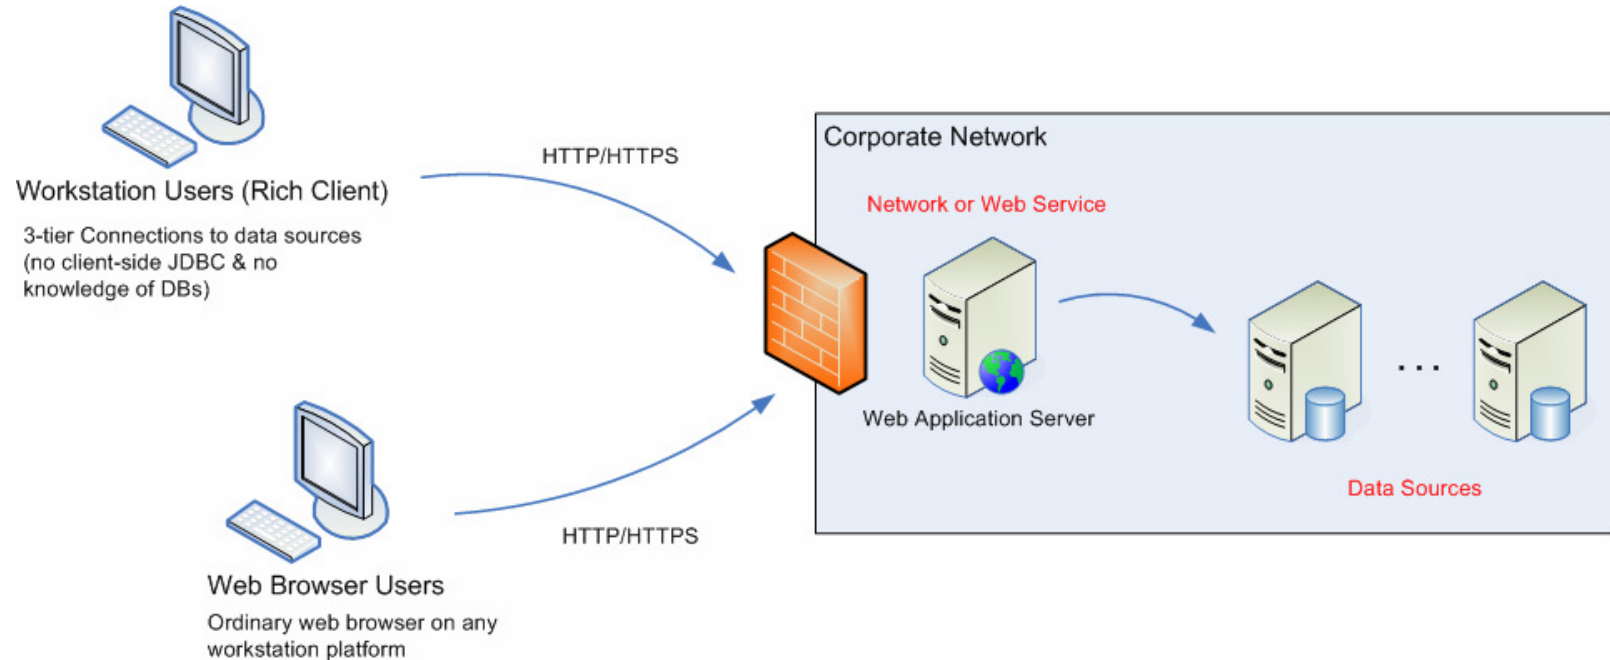 Workstation Users (Rich Client)
3-tier Connections to data sources
(no client-side JDBC & no
knowledge of DBs)
HTTP/HTTPS
Corporate Network
Network or Web Service
Web Application Server
. . .
Data Sources
HTTP/HTTPS
Web Browser Users
Ordinary web browser on any
workstation platform